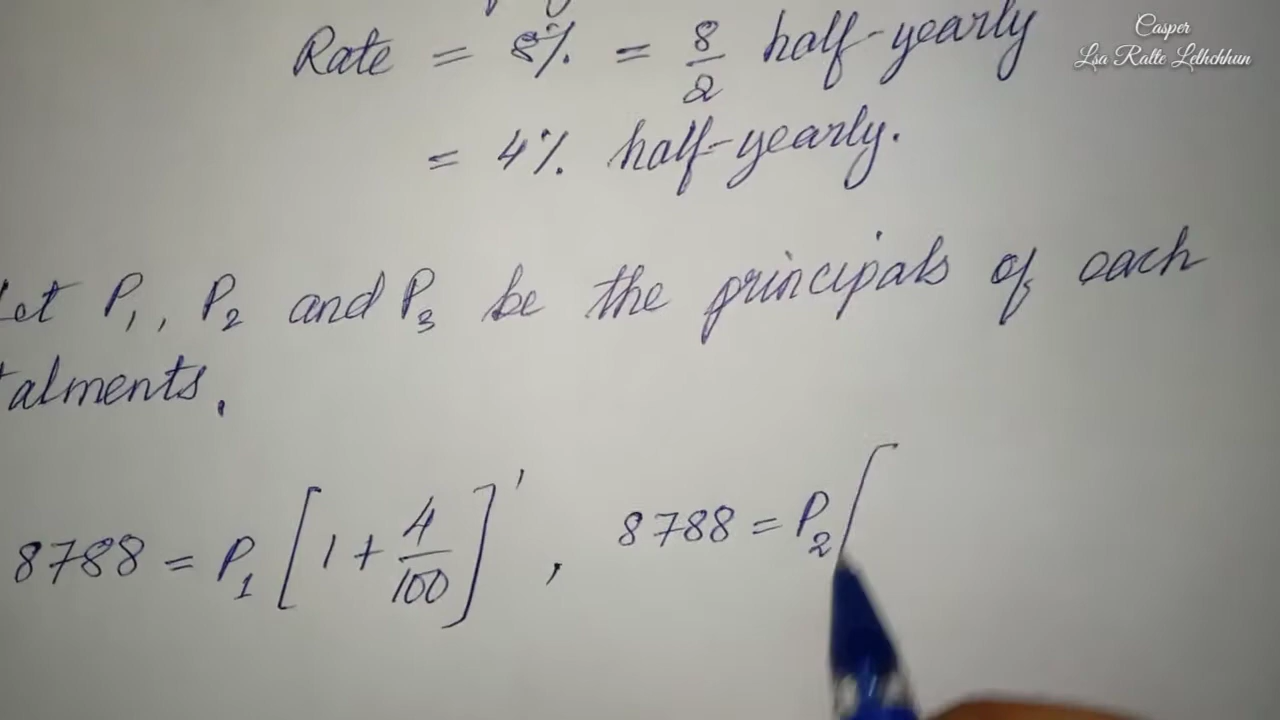 Casper
Lsa Ralte Lethchhun
Rate = 8% = 8/2 half-yearly
= 4% half-yearly.
Let P₁, P₂ and P₃ be the principals of each
talments.
8788 = P₁ [1 + 4/100]¹ , 8788 = P₂ [